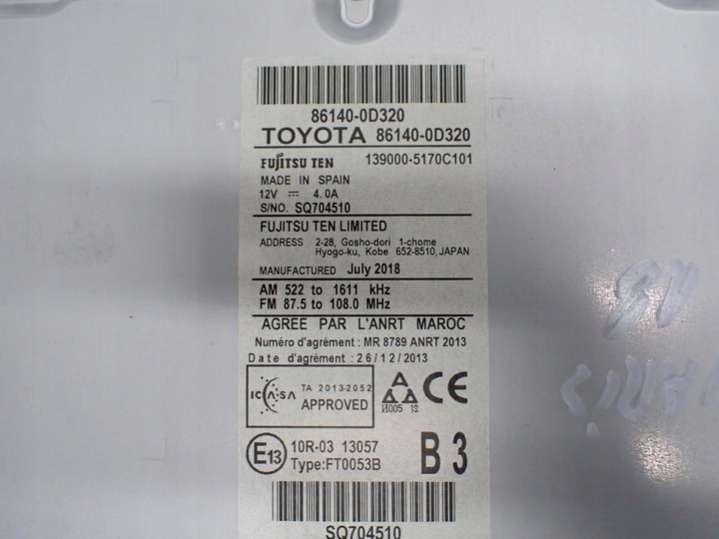 86140-0D320
TOYOTA 86140-0D320
FUJITSU TEN 139000-5170C101
MADE IN SPAIN
12V ⎓ 4.0A
S/NO. SQ704510
FUJITSU TEN LIMITED
ADDRESS 2-28, Gosho-dori 1-chome
Hyogo-ku, Kobe 652-8510, JAPAN
MANUFACTURED July 2018
AM 522 to 1611 kHz
FM 87.5 to 108.0 MHz
AGREE PAR L'ANRT MAROC
Numéro d'agrément : MR 8789 ANRT 2013
Date d'agrément : 26/12/2013
ICASA TA 2013-2052
APPROVED
И005 13
CE
E13 10R-03 13057
Type:FT0053B
B 3
SQ704510